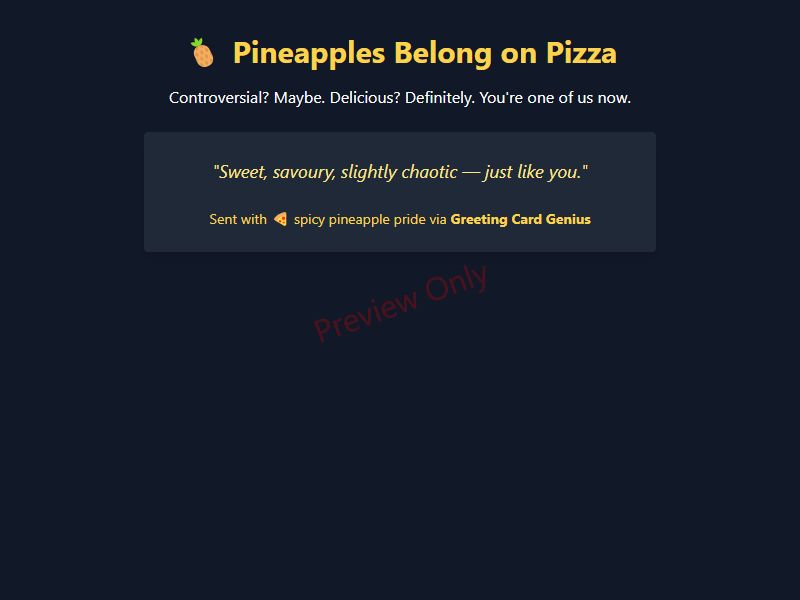 🍍 Pineapples Belong on Pizza
Controversial? Maybe. Delicious? Definitely. You're one of us now.
"Sweet, savoury, slightly chaotic — just like you."
Sent with 🍕 spicy pineapple pride via Greeting Card Genius
Preview Only